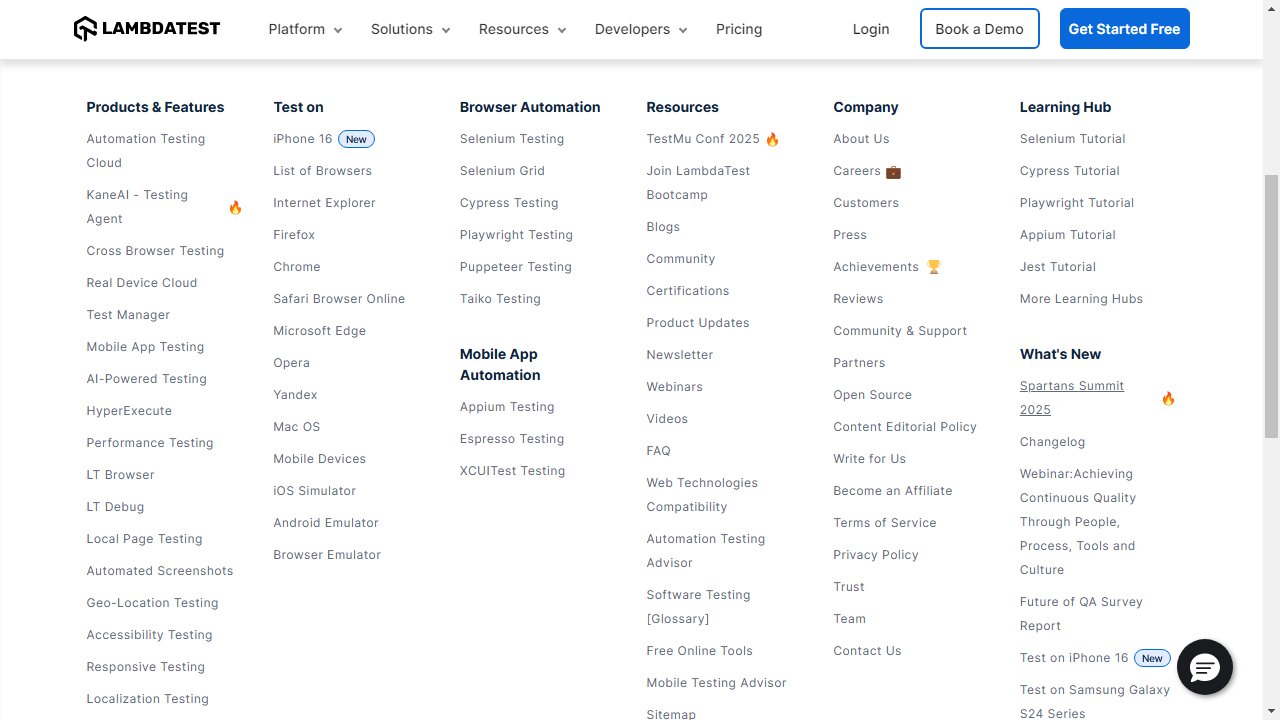 LAMBDATEST
Platform
Solutions
Resources
Developers
Pricing
Login
Book a Demo
Get Started Free
Products & Features
Automation Testing
Cloud
KaneAI - Testing
Agent
Cross Browser Testing
Real Device Cloud
Test Manager
Mobile App Testing
AI-Powered Testing
HyperExecute
Performance Testing
LT Browser
LT Debug
Local Page Testing
Automated Screenshots
Geo-Location Testing
Accessibility Testing
Responsive Testing
Localization Testing
Test on
iPhone 16 New
List of Browsers
Internet Explorer
Firefox
Chrome
Safari Browser Online
Microsoft Edge
Opera
Yandex
Mac OS
Mobile Devices
iOS Simulator
Android Emulator
Browser Emulator
Browser Automation
Selenium Testing
Selenium Grid
Cypress Testing
Playwright Testing
Puppeteer Testing
Taiko Testing
Mobile App
Automation
Appium Testing
Espresso Testing
XCUITest Testing
Resources
TestMu Conf 2025
Join LambdaTest
Bootcamp
Blogs
Community
Certifications
Product Updates
Newsletter
Webinars
Videos
FAQ
Web Technologies
Compatibility
Automation Testing
Advisor
Software Testing
[Glossary]
Free Online Tools
Mobile Testing Advisor
Sitemap
Company
About Us
Careers
Customers
Press
Achievements
Reviews
Community & Support
Partners
Open Source
Content Editorial Policy
Write for Us
Become an Affiliate
Terms of Service
Privacy Policy
Trust
Team
Contact Us
Learning Hub
Selenium Tutorial
Cypress Tutorial
Playwright Tutorial
Appium Tutorial
Jest Tutorial
More Learning Hubs
What's New
Spartans Summit
2025
Changelog
Webinar:Achieving
Continuous Quality
Through People,
Process, Tools and
Culture
Future of QA Survey
Report
Test on iPhone 16 New
Test on Samsung Galaxy
S24 Series